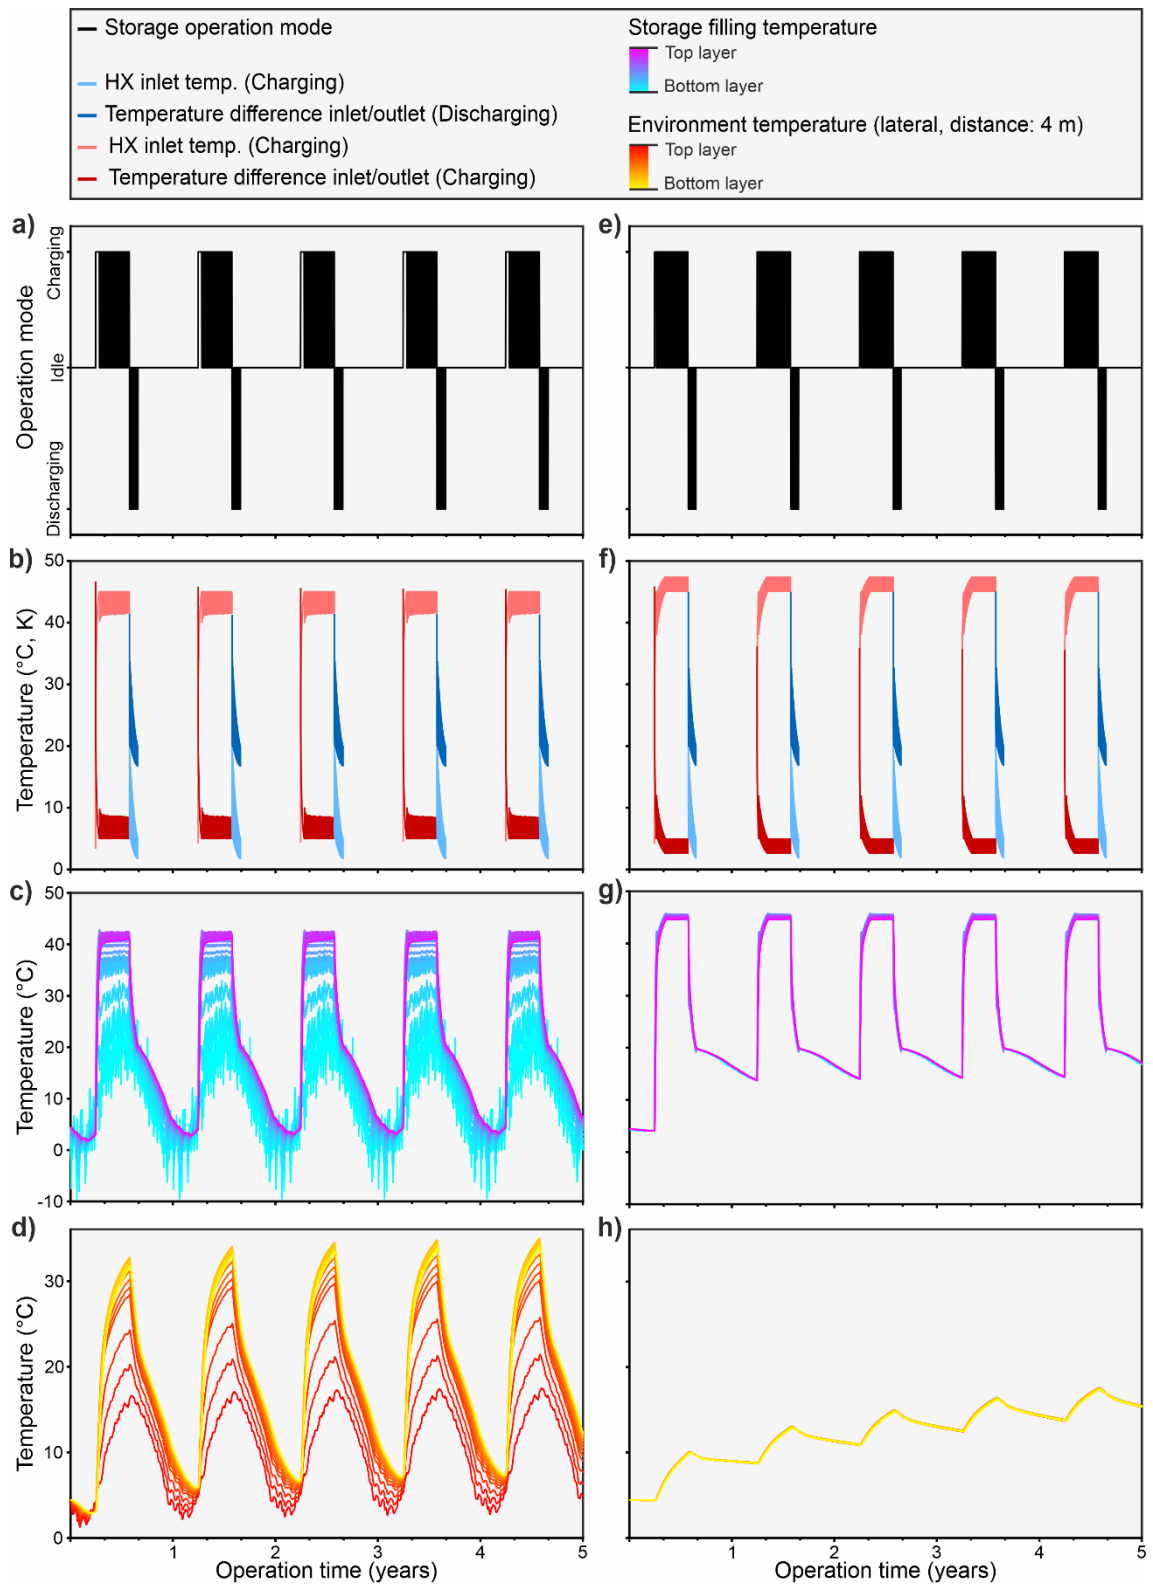 Storage operation mode
HX inlet temp. (Charging)
Temperature difference inlet/outlet (Discharging)
HX inlet temp. (Charging)
Temperature difference inlet/outlet (Charging)
Storage filling temperature
Top layer
Bottom layer
Environment temperature (lateral, distance: 4 m)
Top layer
Bottom layer
a)
Operation mode
Charging
Idle
Discharging
e)
b)
Temperature (°C, K)
50
40
30
20
10
0
f)
c)
Temperature (°C)
50
40
30
20
10
0
-10
g)
d)
Temperature (°C)
30
20
10
0
1
2
3
4
5
Operation time (years)
h)
1
2
3
4
5
Operation time (years)